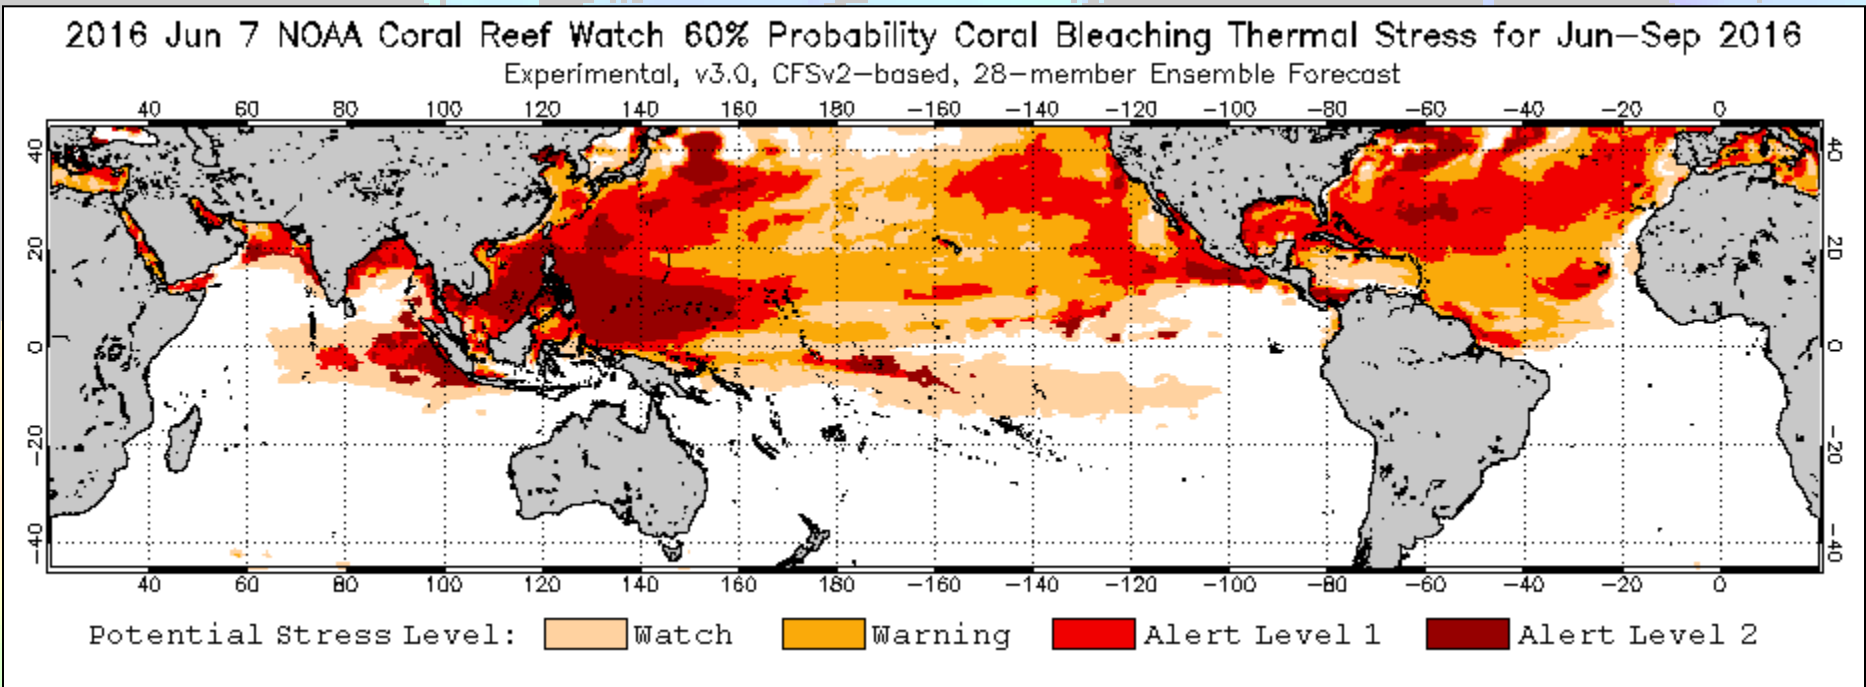 2016 Jun 7 NOAA Coral Reef Watch 60% Probability Coral Bleaching Thermal Stress for Jun-Sep 2016
Experimental, v3.0, CFSv2-based, 28-member Ensemble Forecast
40 60 80 100 120 140 160 180 -160 -140 -120 -100 -80 -60 -40 -20 0
40 40
20 20
0 0
-20 -20
-40 -40
40 60 80 100 120 140 160 180 -160 -140 -120 -100 -80 -60 -40 -20 0
Potential Stress Level: Watch Warning Alert Level 1 Alert Level 2